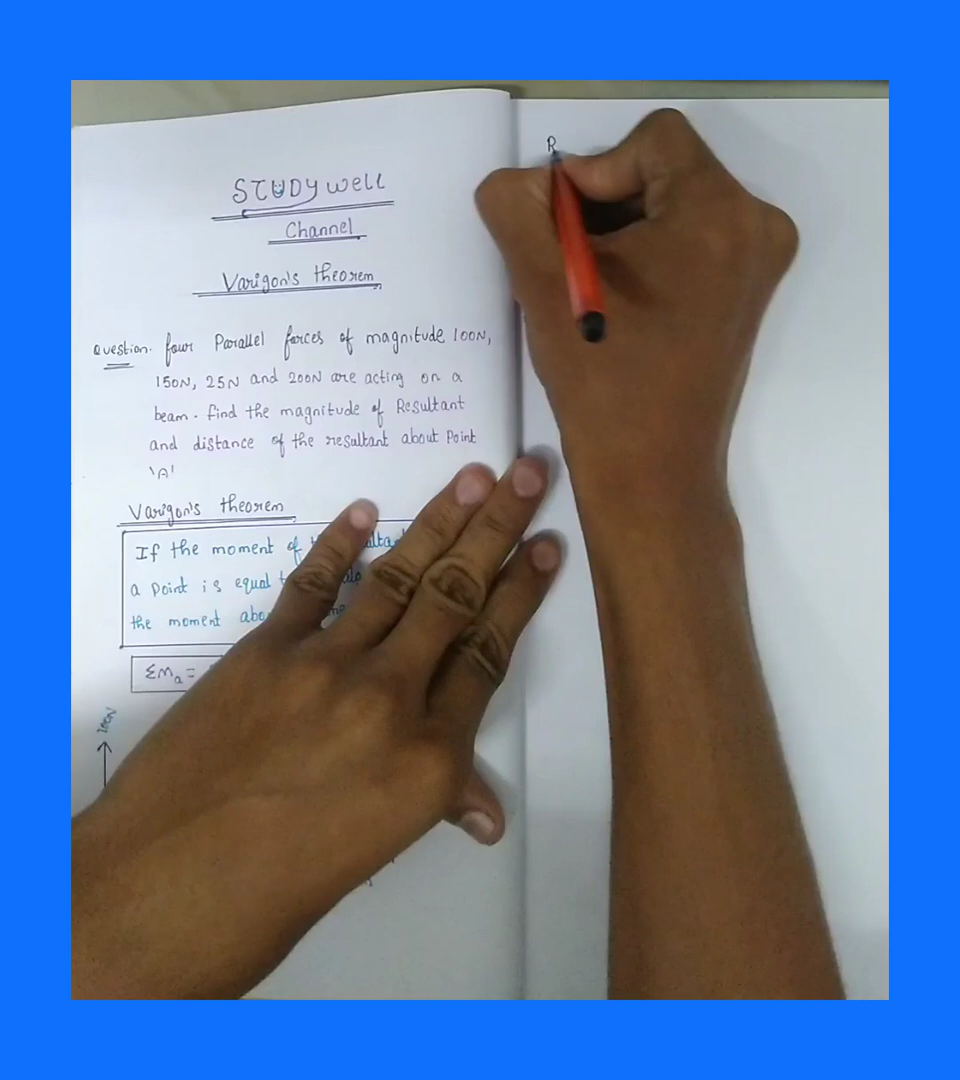 STUDY well
Channel
Varigon's theorem
Question. four Parallel forces of magnitude 100N,
150N, 25N and 200N are acting on a
beam. find the magnitude of Resultant
and distance of the resultant about Point
'A'
Varigon's theorem
If the moment of
a Point is equal
the moment
ΣMa =
100N
R